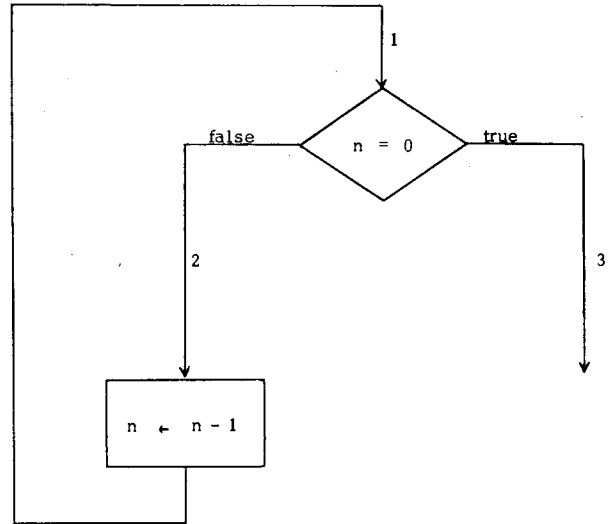 1
false
n = 0
true
2
3
n ← n - 1